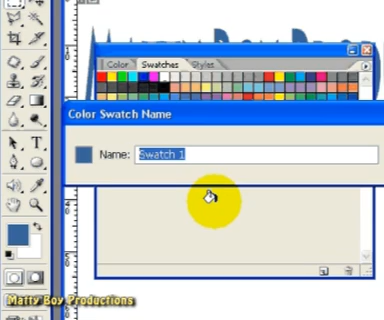 Color
Swatches
Styles
Color Swatch Name
Name: Swatch 1
T
Matty Boy Productions